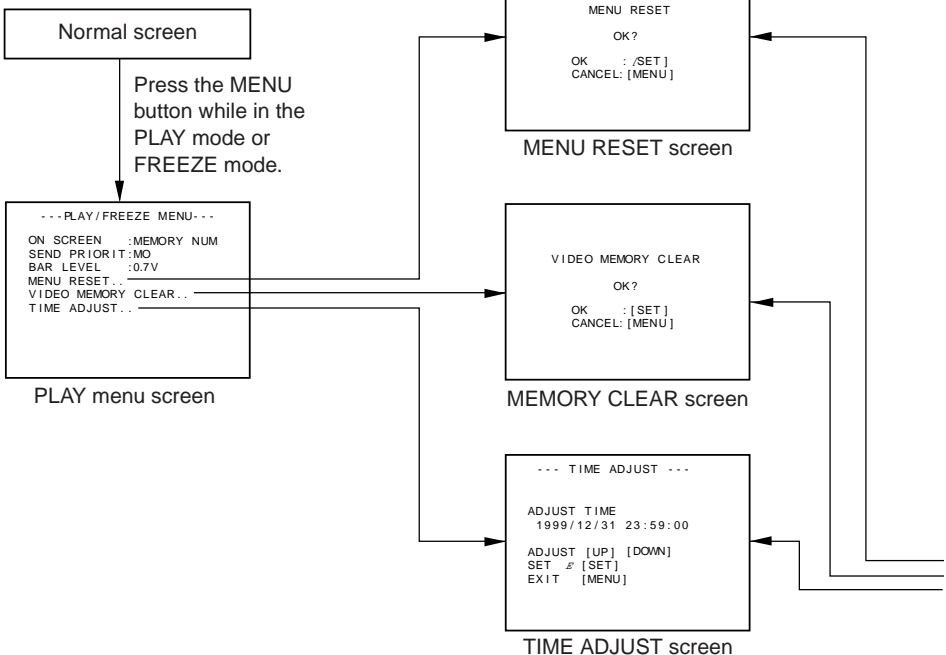 Normal screen
Press the MENU
button while in the
PLAY mode or
FREEZE mode.
---PLAY/FREEZE MENU---
ON SCREEN :MEMORY NUM
SEND PRIORIT:MO
BAR LEVEL :0.7V
MENU RESET..
VIDEO MEMORY CLEAR..
TIME ADJUST..
PLAY menu screen
MENU RESET
OK?
OK : /SET]
CANCEL:[MENU]
MENU RESET screen
VIDEO MEMORY CLEAR
OK?
OK :[SET]
CANCEL:[MENU]
MEMORY CLEAR screen
--- TIME ADJUST ---
ADJUST TIME
1999/12/31 23:59:00
ADJUST [UP] [DOWN]
SET [SET]
EXIT [MENU]
TIME ADJUST screen